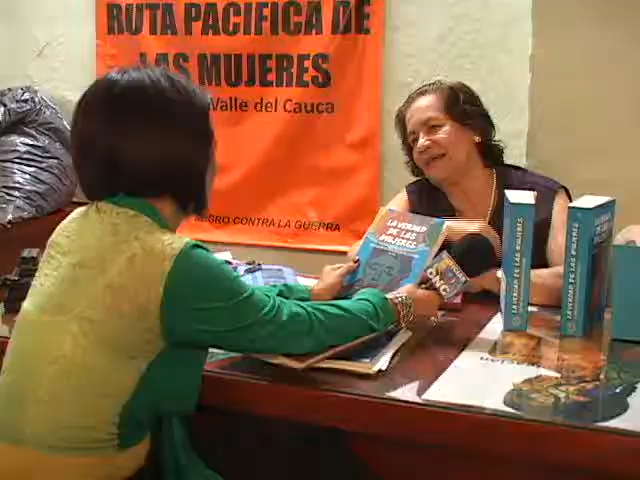 RUTA PACIFICA DE
LAS MUJERES
Valle del Cauca
NEGRO CONTRA LA GUERRA
LA VERDAD
DE LAS
MUJERES
LA VERDAD DE LAS MUJERES
LA VERDAD DE LAS MUJERES